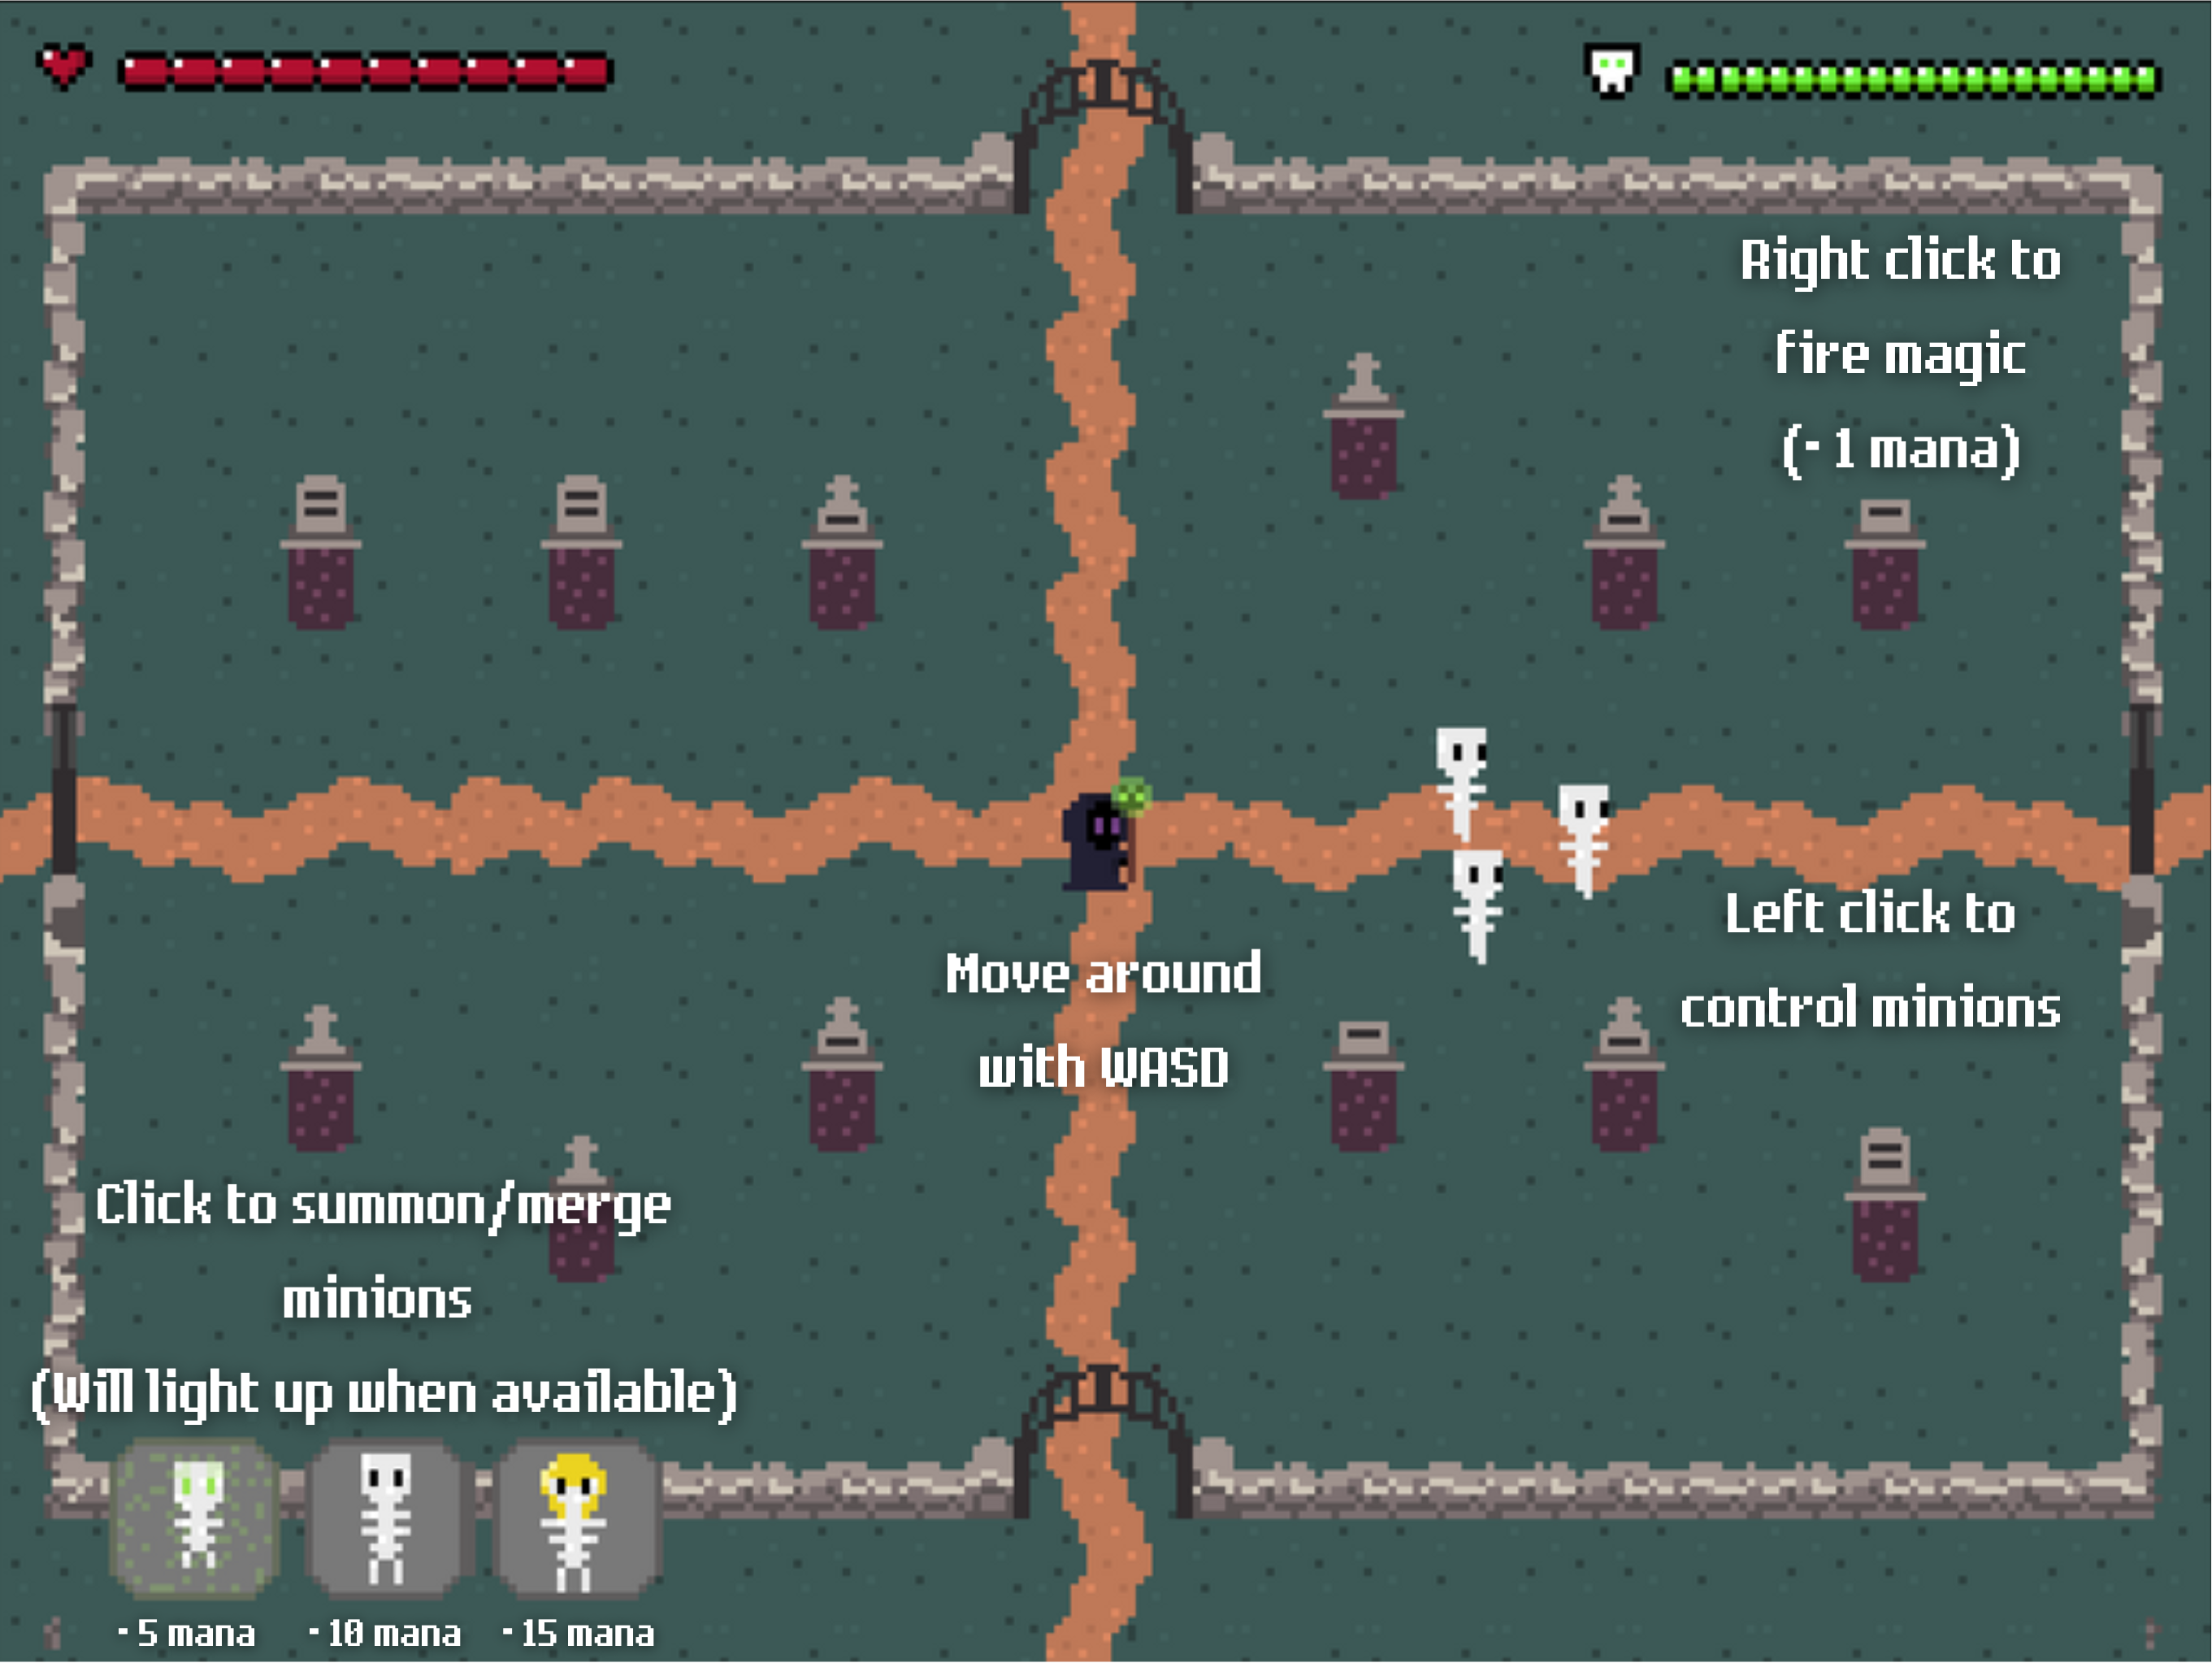 Right click to
fire magic
(- 1 mana)
Left click to
control minions
Move around
with WASD
Click to summon/merge
minions
(Will light up when available)
- 5 mana
- 10 mana
- 15 mana